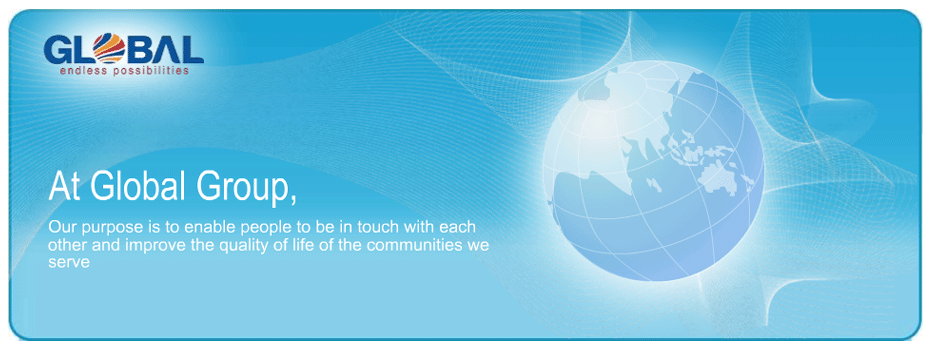 GLOBAL
endless possibilities
At Global Group,
Our purpose is to enable people to be in touch with each
other and improve the quality of life of the communities we
serve